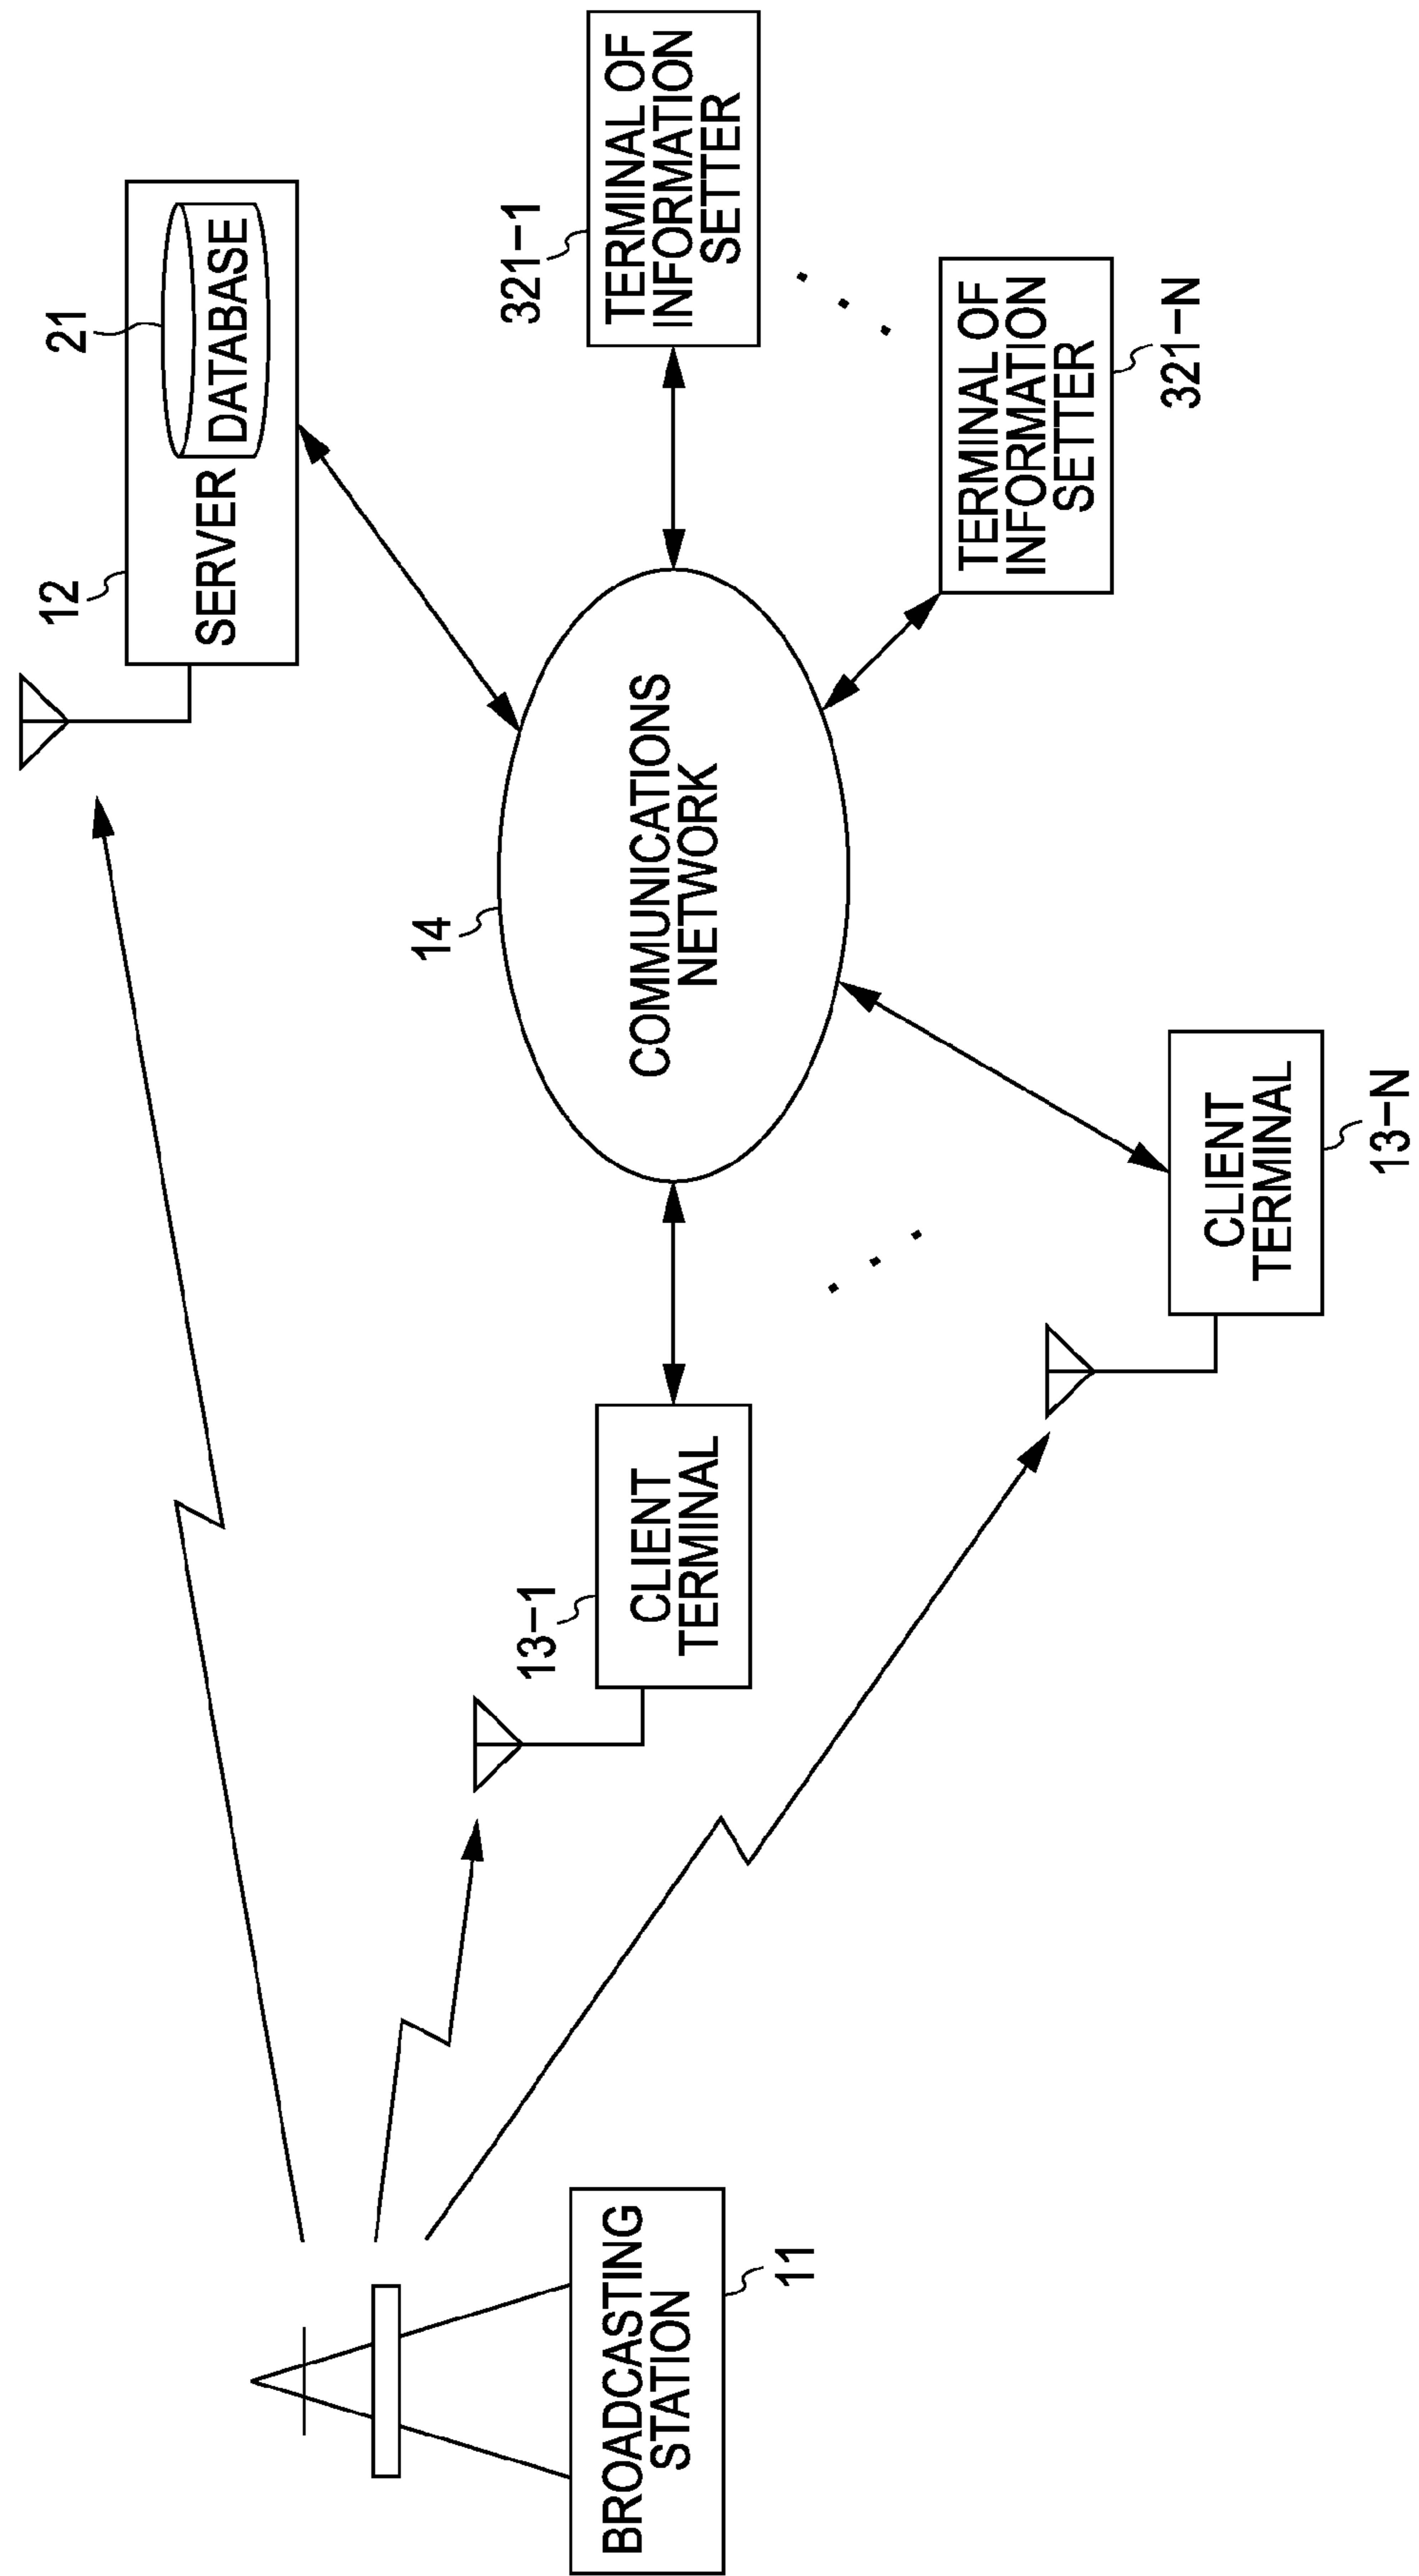 12
21
SERVER
DATABASE
14
COMMUNICATIONS
NETWORK
321-1
TERMINAL OF
INFORMATION
SETTER
TERMINAL OF
INFORMATION
SETTER
321-N
13-1
CLIENT
TERMINAL
CLIENT
TERMINAL
13-N
BROADCASTING
STATION
11